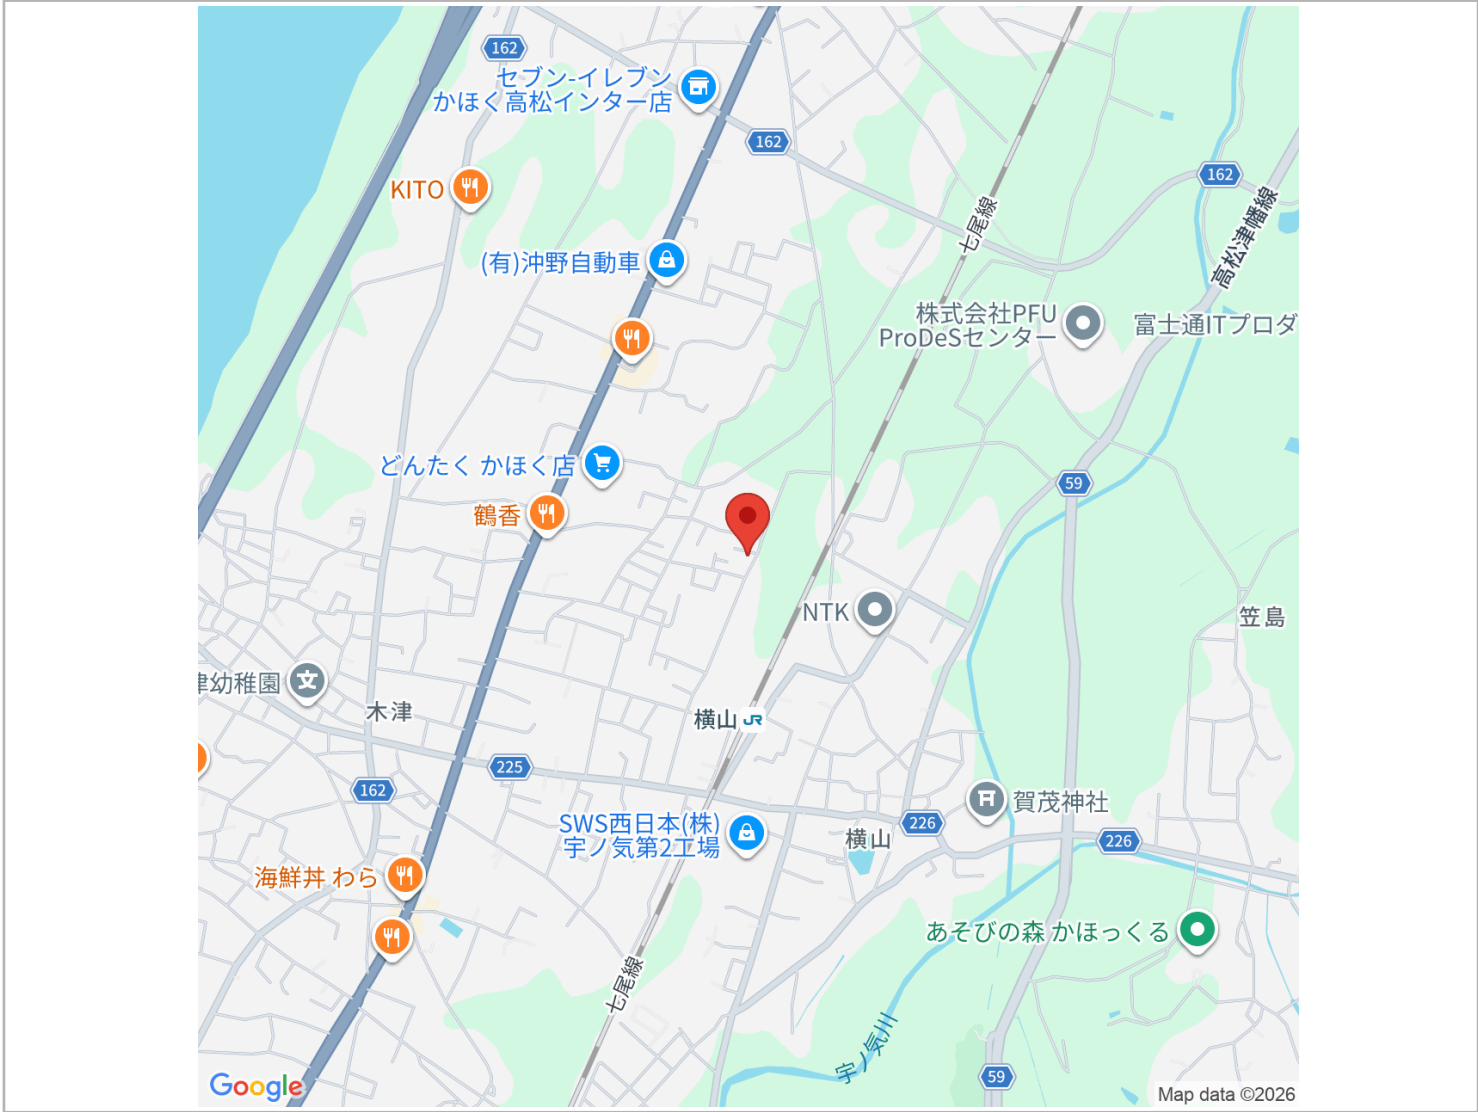 162
セブン-イレブン
かほく高松インター店
162
162
KITO
七尾線
高松津幡線
(有)沖野自動車
株式会社PFU
ProDeSセンター
富士通ITプロダ
どんたく かほく店
59
鶴香
NTK
笠島
津幼稚園
木津
横山 JR
225
162
SWS西日本(株)
宇ノ気第2工場
賀茂神社
226
横山
226
海鮮丼 わら
あそびの森 かほっくる
七尾線
宇ノ気川
59
Google
Map data ©2026